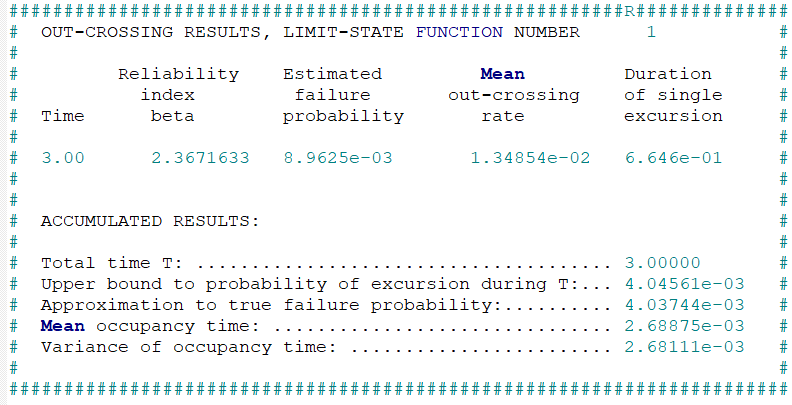 ########################################################R##############
# OUT-CROSSING RESULTS, LIMIT-STATE FUNCTION NUMBER 1 #
# #
# Reliability Estimated Mean Duration #
# index failure out-crossing of single #
# Time beta probability rate excursion #
# #
# 3.00 2.3671633 8.9625e-03 1.34854e-02 6.646e-01 #
# #
# #
# ACCUMULATED RESULTS: #
# #
# Total time T: ...................................... 3.00000 #
# Upper bound to probability of excursion during T:... 4.04561e-03 #
# Approximation to true failure probability:.......... 4.03744e-03 #
# Mean occupancy time: ............................... 2.68875e-03 #
# Variance of occupancy time: ........................ 2.68111e-03 #
# #
#######################################################################